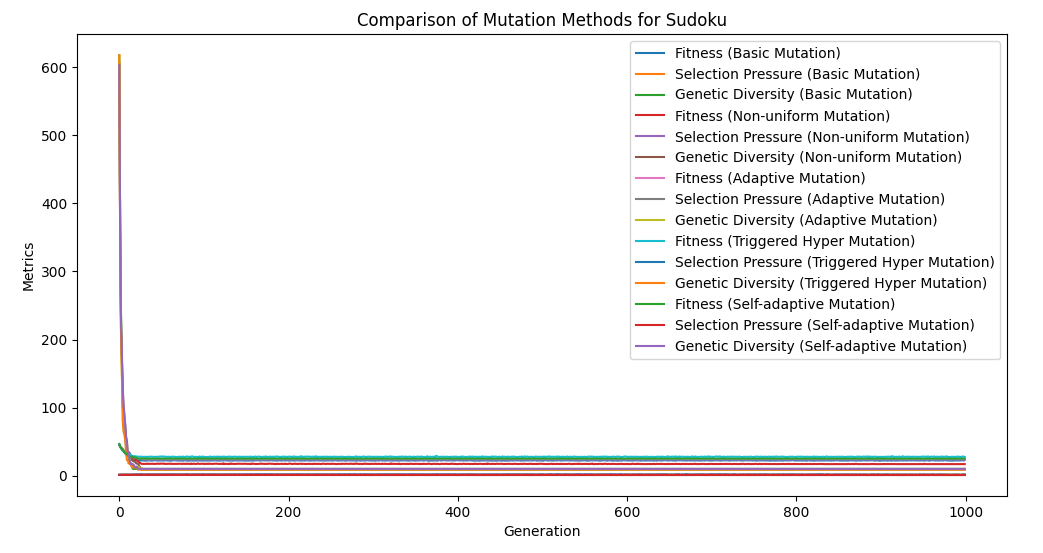 Comparison of Mutation Methods for Sudoku
Fitness (Basic Mutation)
Selection Pressure (Basic Mutation)
Genetic Diversity (Basic Mutation)
Fitness (Non-uniform Mutation)
Selection Pressure (Non-uniform Mutation)
Genetic Diversity (Non-uniform Mutation)
Fitness (Adaptive Mutation)
Selection Pressure (Adaptive Mutation)
Genetic Diversity (Adaptive Mutation)
Fitness (Triggered Hyper Mutation)
Selection Pressure (Triggered Hyper Mutation)
Genetic Diversity (Triggered Hyper Mutation)
Fitness (Self-adaptive Mutation)
Selection Pressure (Self-adaptive Mutation)
Genetic Diversity (Self-adaptive Mutation)
600
500
400
300
200
100
0
Metrics
0 200 400 600 800 1000
Generation